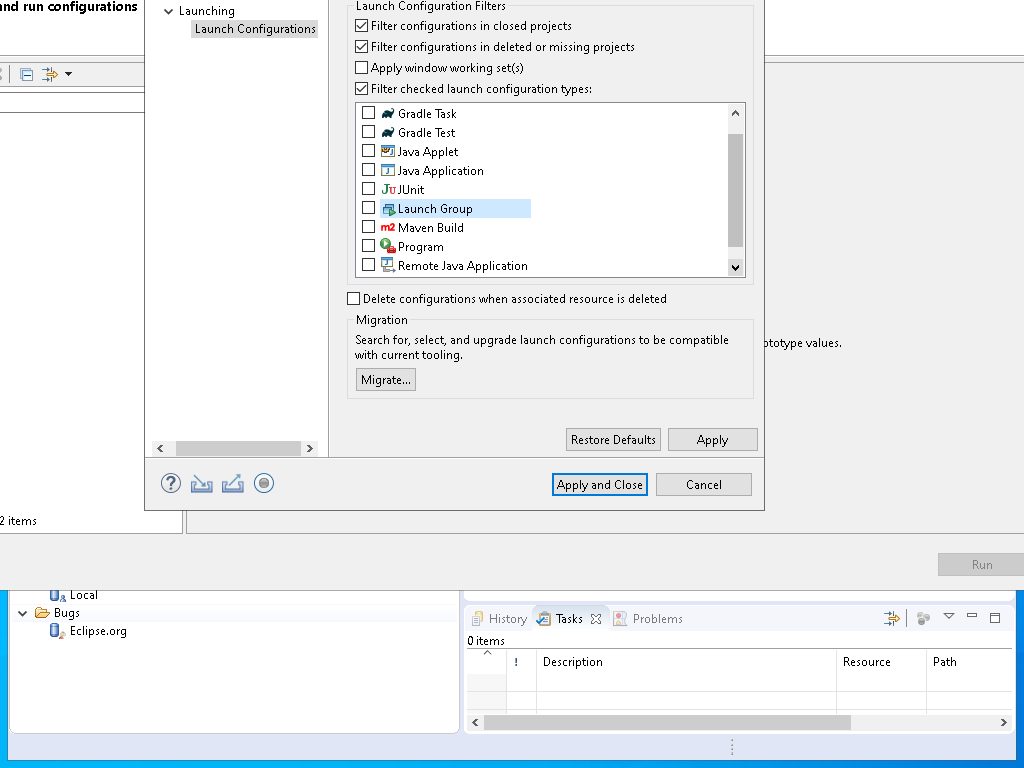 and run configurations
Launching
Launch Configurations
Launch Configuration Filters
Filter configurations in closed projects
Filter configurations in deleted or missing projects
Apply window working set(s)
Filter checked launch configuration types:
Gradle Task
Gradle Test
Java Applet
Java Application
Ju JUnit
Launch Group
m2 Maven Build
Program
Remote Java Application
Delete configurations when associated resource is deleted
Migration
Search for, select, and upgrade launch configurations to be compatible
with current tooling.
Migrate...
ototype values.
Restore Defaults
Apply
Apply and Close
Cancel
2 items
Run
Local
Bugs
Eclipse.org
History
Tasks
Problems
0 items
!
Description
Resource
Path